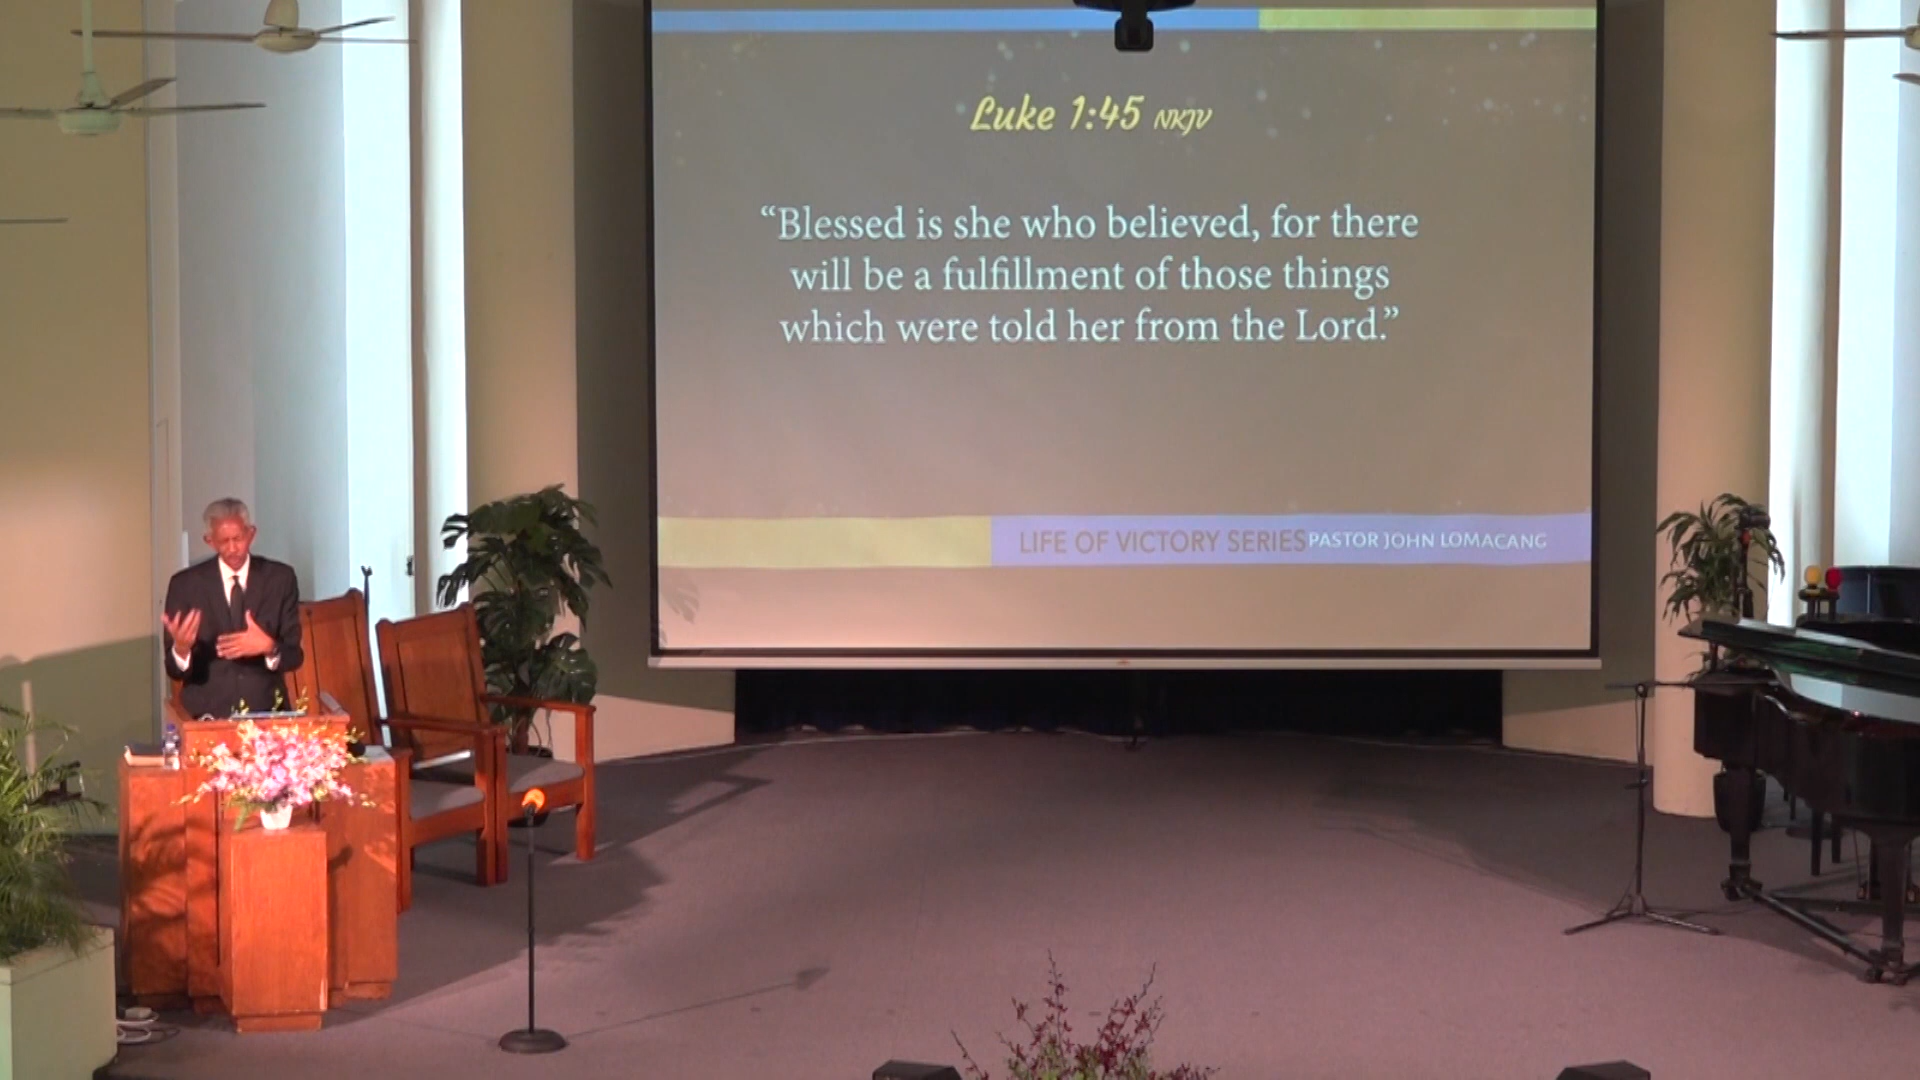 Luke 1:45 NKJV
“Blessed is she who believed, for there
will be a fulfillment of those things
which were told her from the Lord.”
LIFE OF VICTORY SERIES PASTOR JOHN LOMACANG